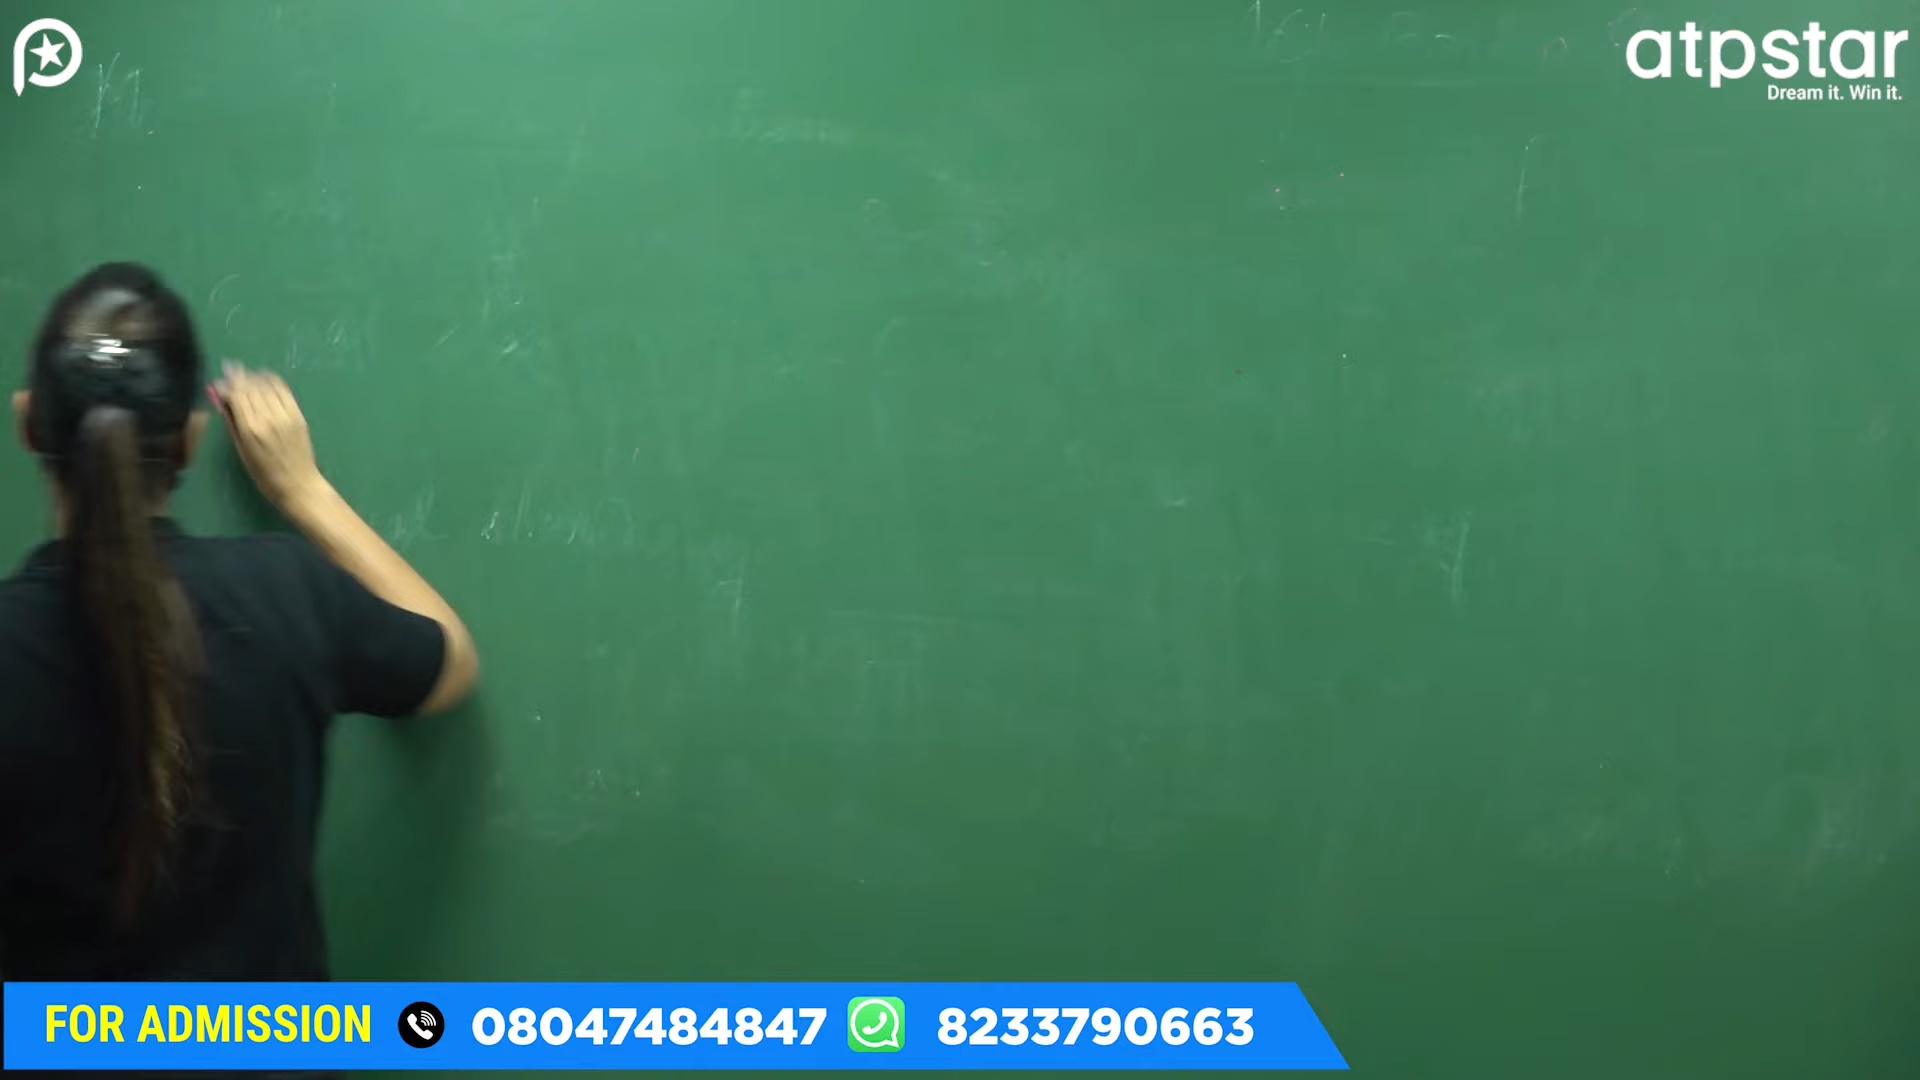 atpstar
Dream it. Win it.
FOR ADMISSION 08047484847 8233790663